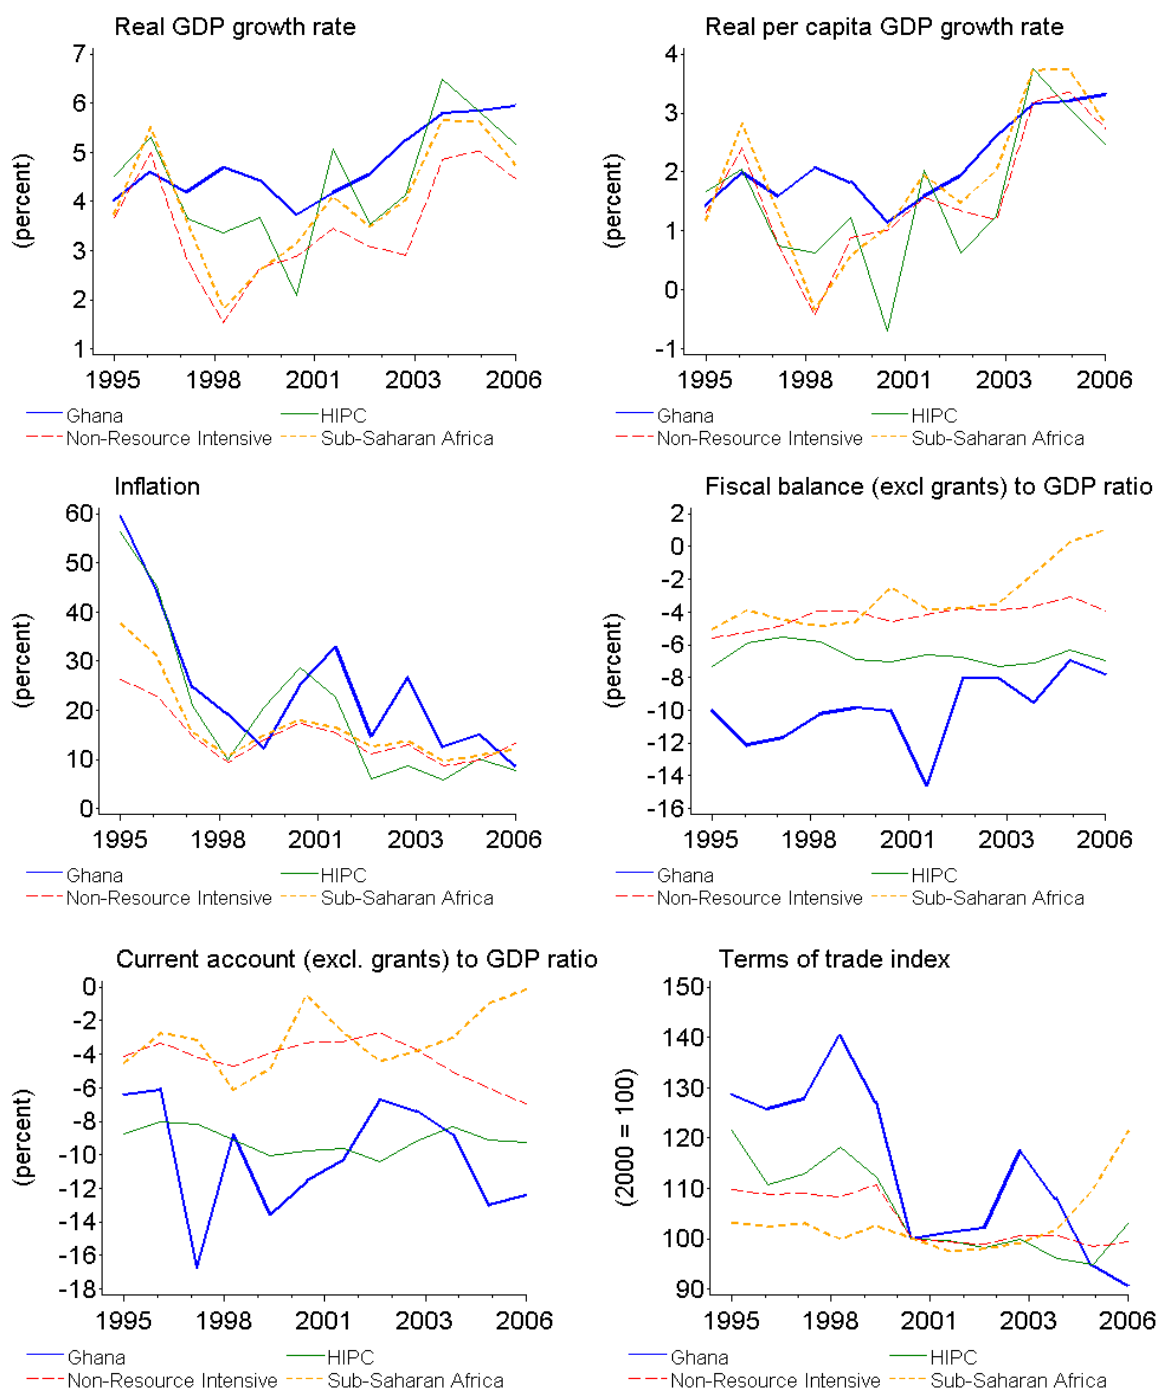 Real GDP growth rate
7
6
5
4
3
2
1
(percent)
1995 1998 2001 2003 2006
Ghana HIPC
Non-Resource Intensive Sub-Saharan Africa
Real per capita GDP growth rate
4
3
2
1
0
-1
(percent)
1995 1998 2001 2003 2006
Ghana HIPC
Non-Resource Intensive Sub-Saharan Africa
Inflation
60
50
40
30
20
10
0
(percent)
1995 1998 2001 2003 2006
Ghana HIPC
Non-Resource Intensive Sub-Saharan Africa
Fiscal balance (excl grants) to GDP ratio
2
0
-2
-4
-6
-8
-10
-12
-14
-16
(percent)
1995 1998 2001 2003 2006
Ghana HIPC
Non-Resource Intensive Sub-Saharan Africa
Current account (excl. grants) to GDP ratio
0
-2
-4
-6
-8
-10
-12
-14
-16
-18
(percent)
1995 1998 2001 2003 2006
Ghana HIPC
Non-Resource Intensive Sub-Saharan Africa
Terms of trade index
150
140
130
120
110
100
90
(2000 = 100)
1995 1998 2001 2003 2006
Ghana HIPC
Non-Resource Intensive Sub-Saharan Africa